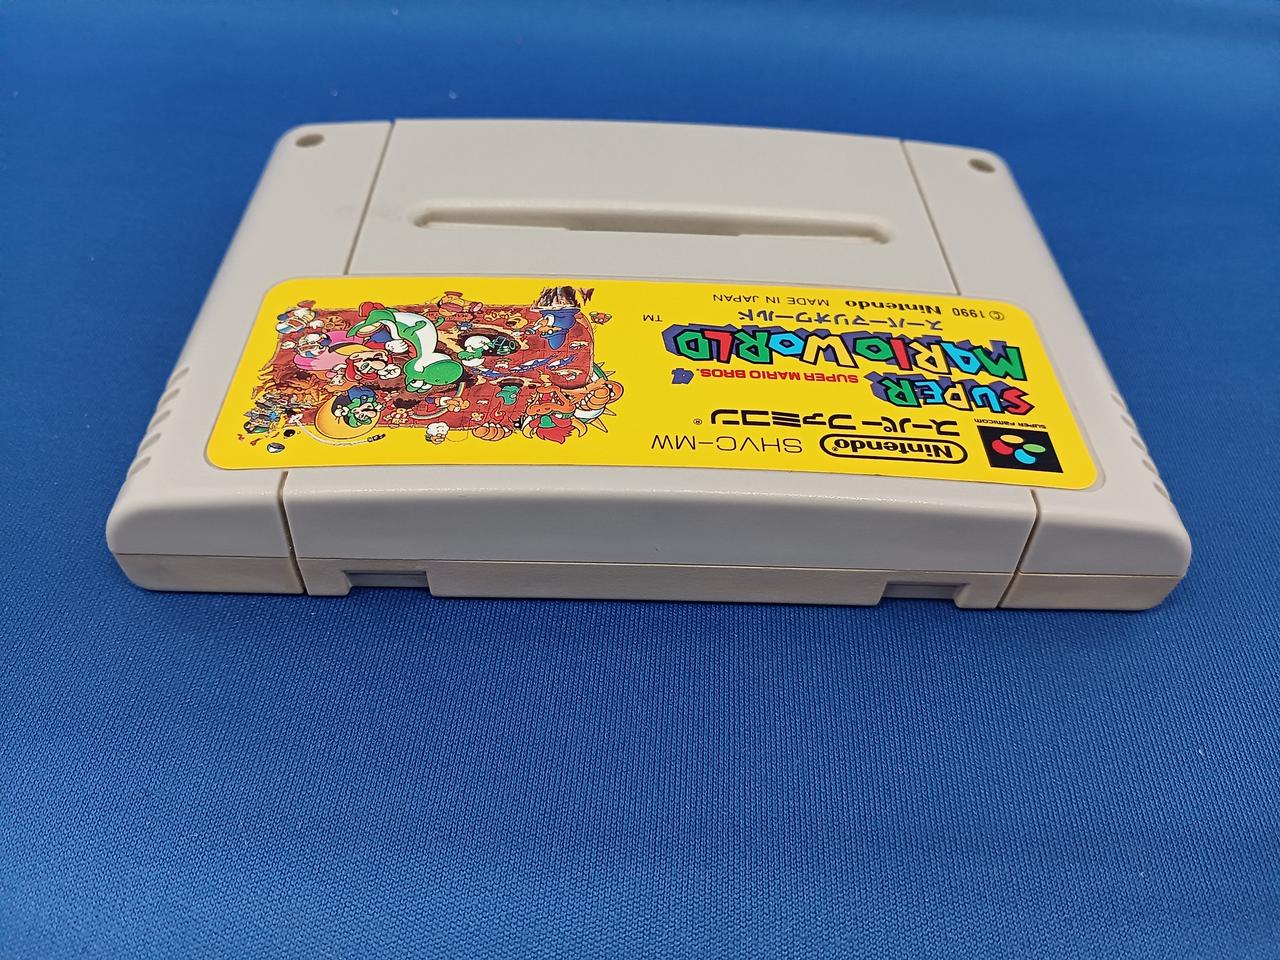 SUPER FAMICOM
Nintendo
スーパーファミコン®
SHVC-MW
SUPER
SUPER MARIO BROS. 4
MARIO WORLD
スーパーマリオワールド
TM
© 1990 Nintendo MADE IN JAPAN